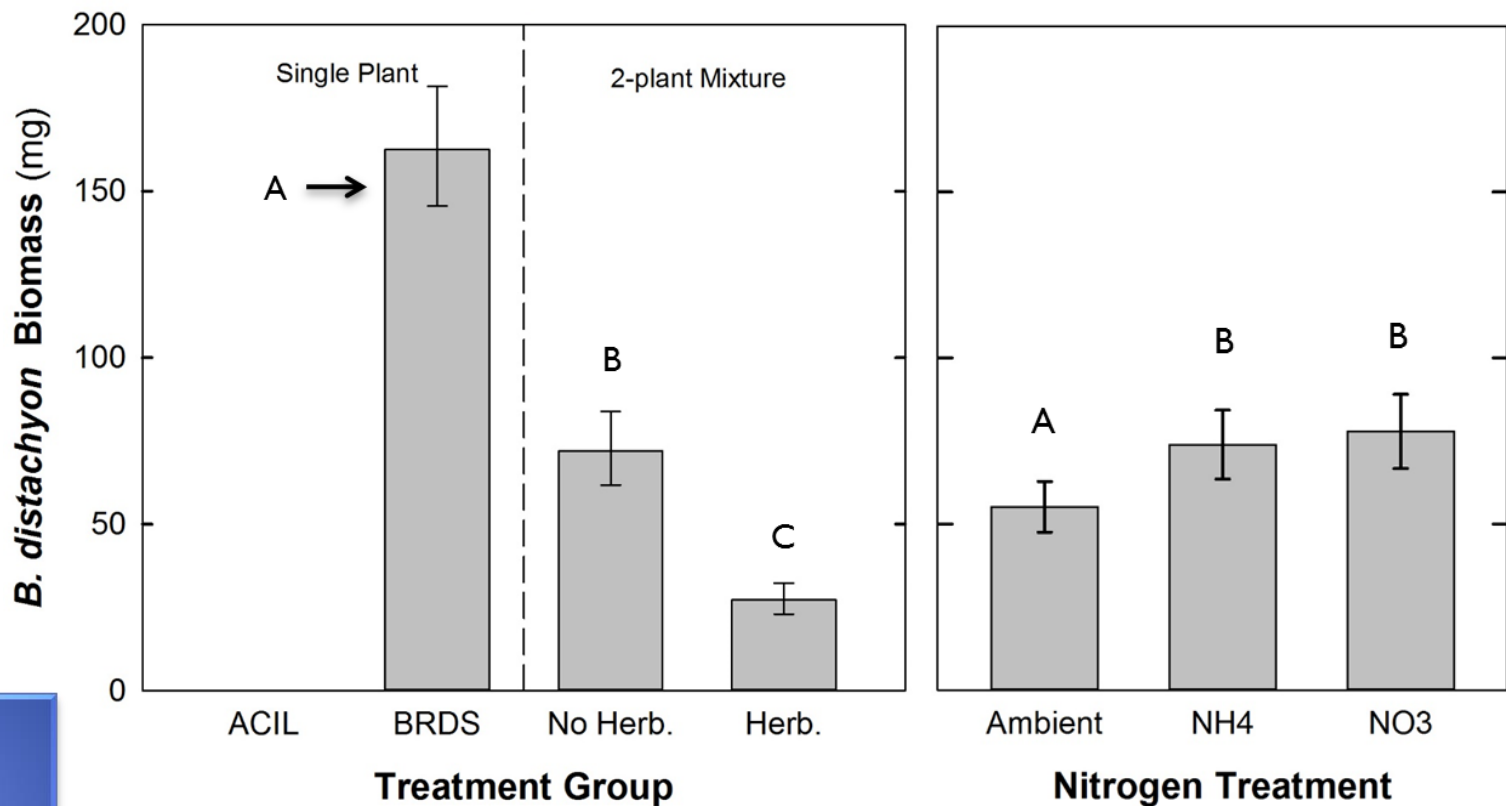 B. distachyon Biomass (mg)
200
150
100
50
0
Single Plant
2-plant Mixture
A
B
C
ACIL
BRDS
No Herb.
Herb.
Treatment Group
A
B
B
Ambient
NH4
NO3
Nitrogen Treatment